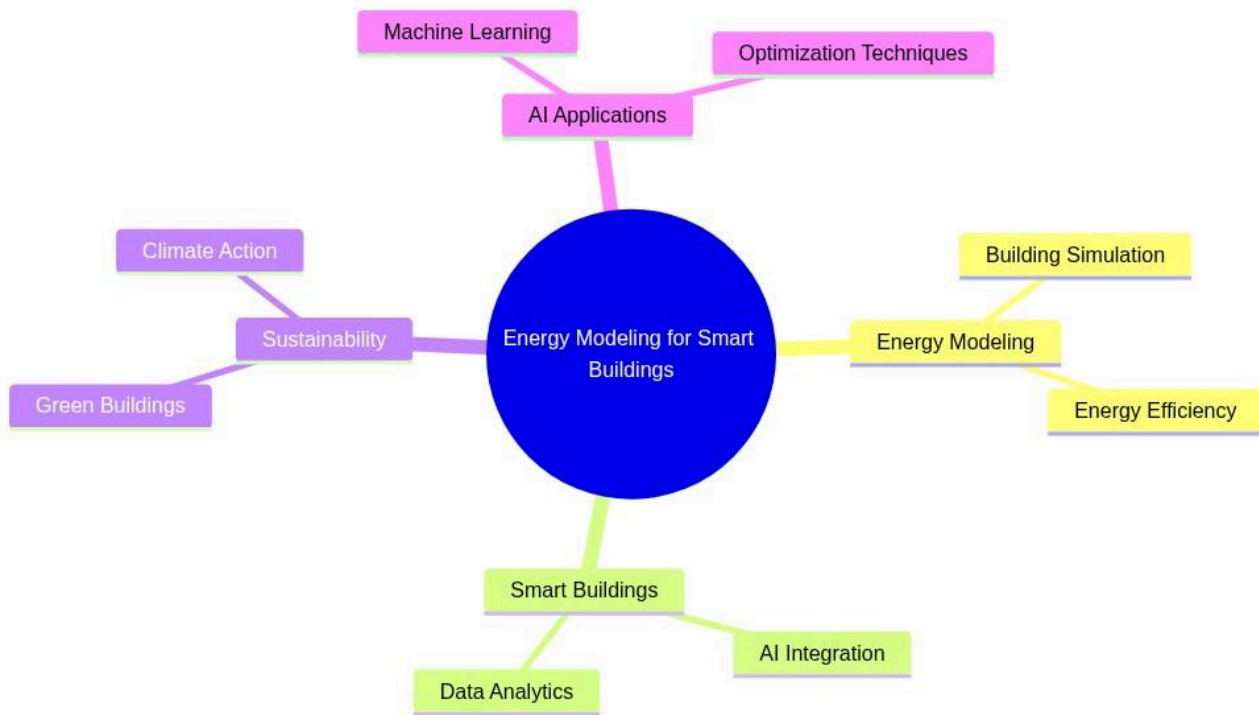 Machine Learning
Optimization Techniques
AI Applications
Climate Action
Building Simulation
Sustainability
Energy Modeling for Smart
Buildings
Energy Modeling
Green Buildings
Energy Efficiency
Smart Buildings
AI Integration
Data Analytics